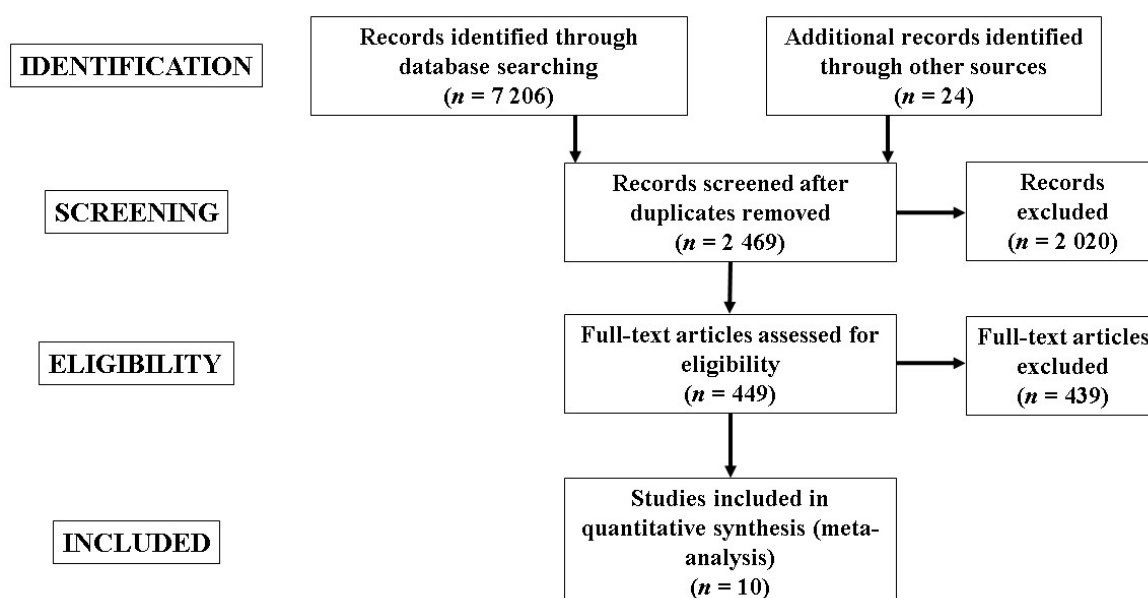 IDENTIFICATION
Records identified through
database searching
(n = 7 206)
Additional records identified
through other sources
(n = 24)
SCREENING
Records screened after
duplicates removed
(n = 2 469)
Records
excluded
(n = 2 020)
ELIGIBILITY
Full-text articles assessed for
eligibility
(n = 449)
Full-text articles
excluded
(n = 439)
INCLUDED
Studies included in
quantitative synthesis (meta-
analysis)
(n = 10)